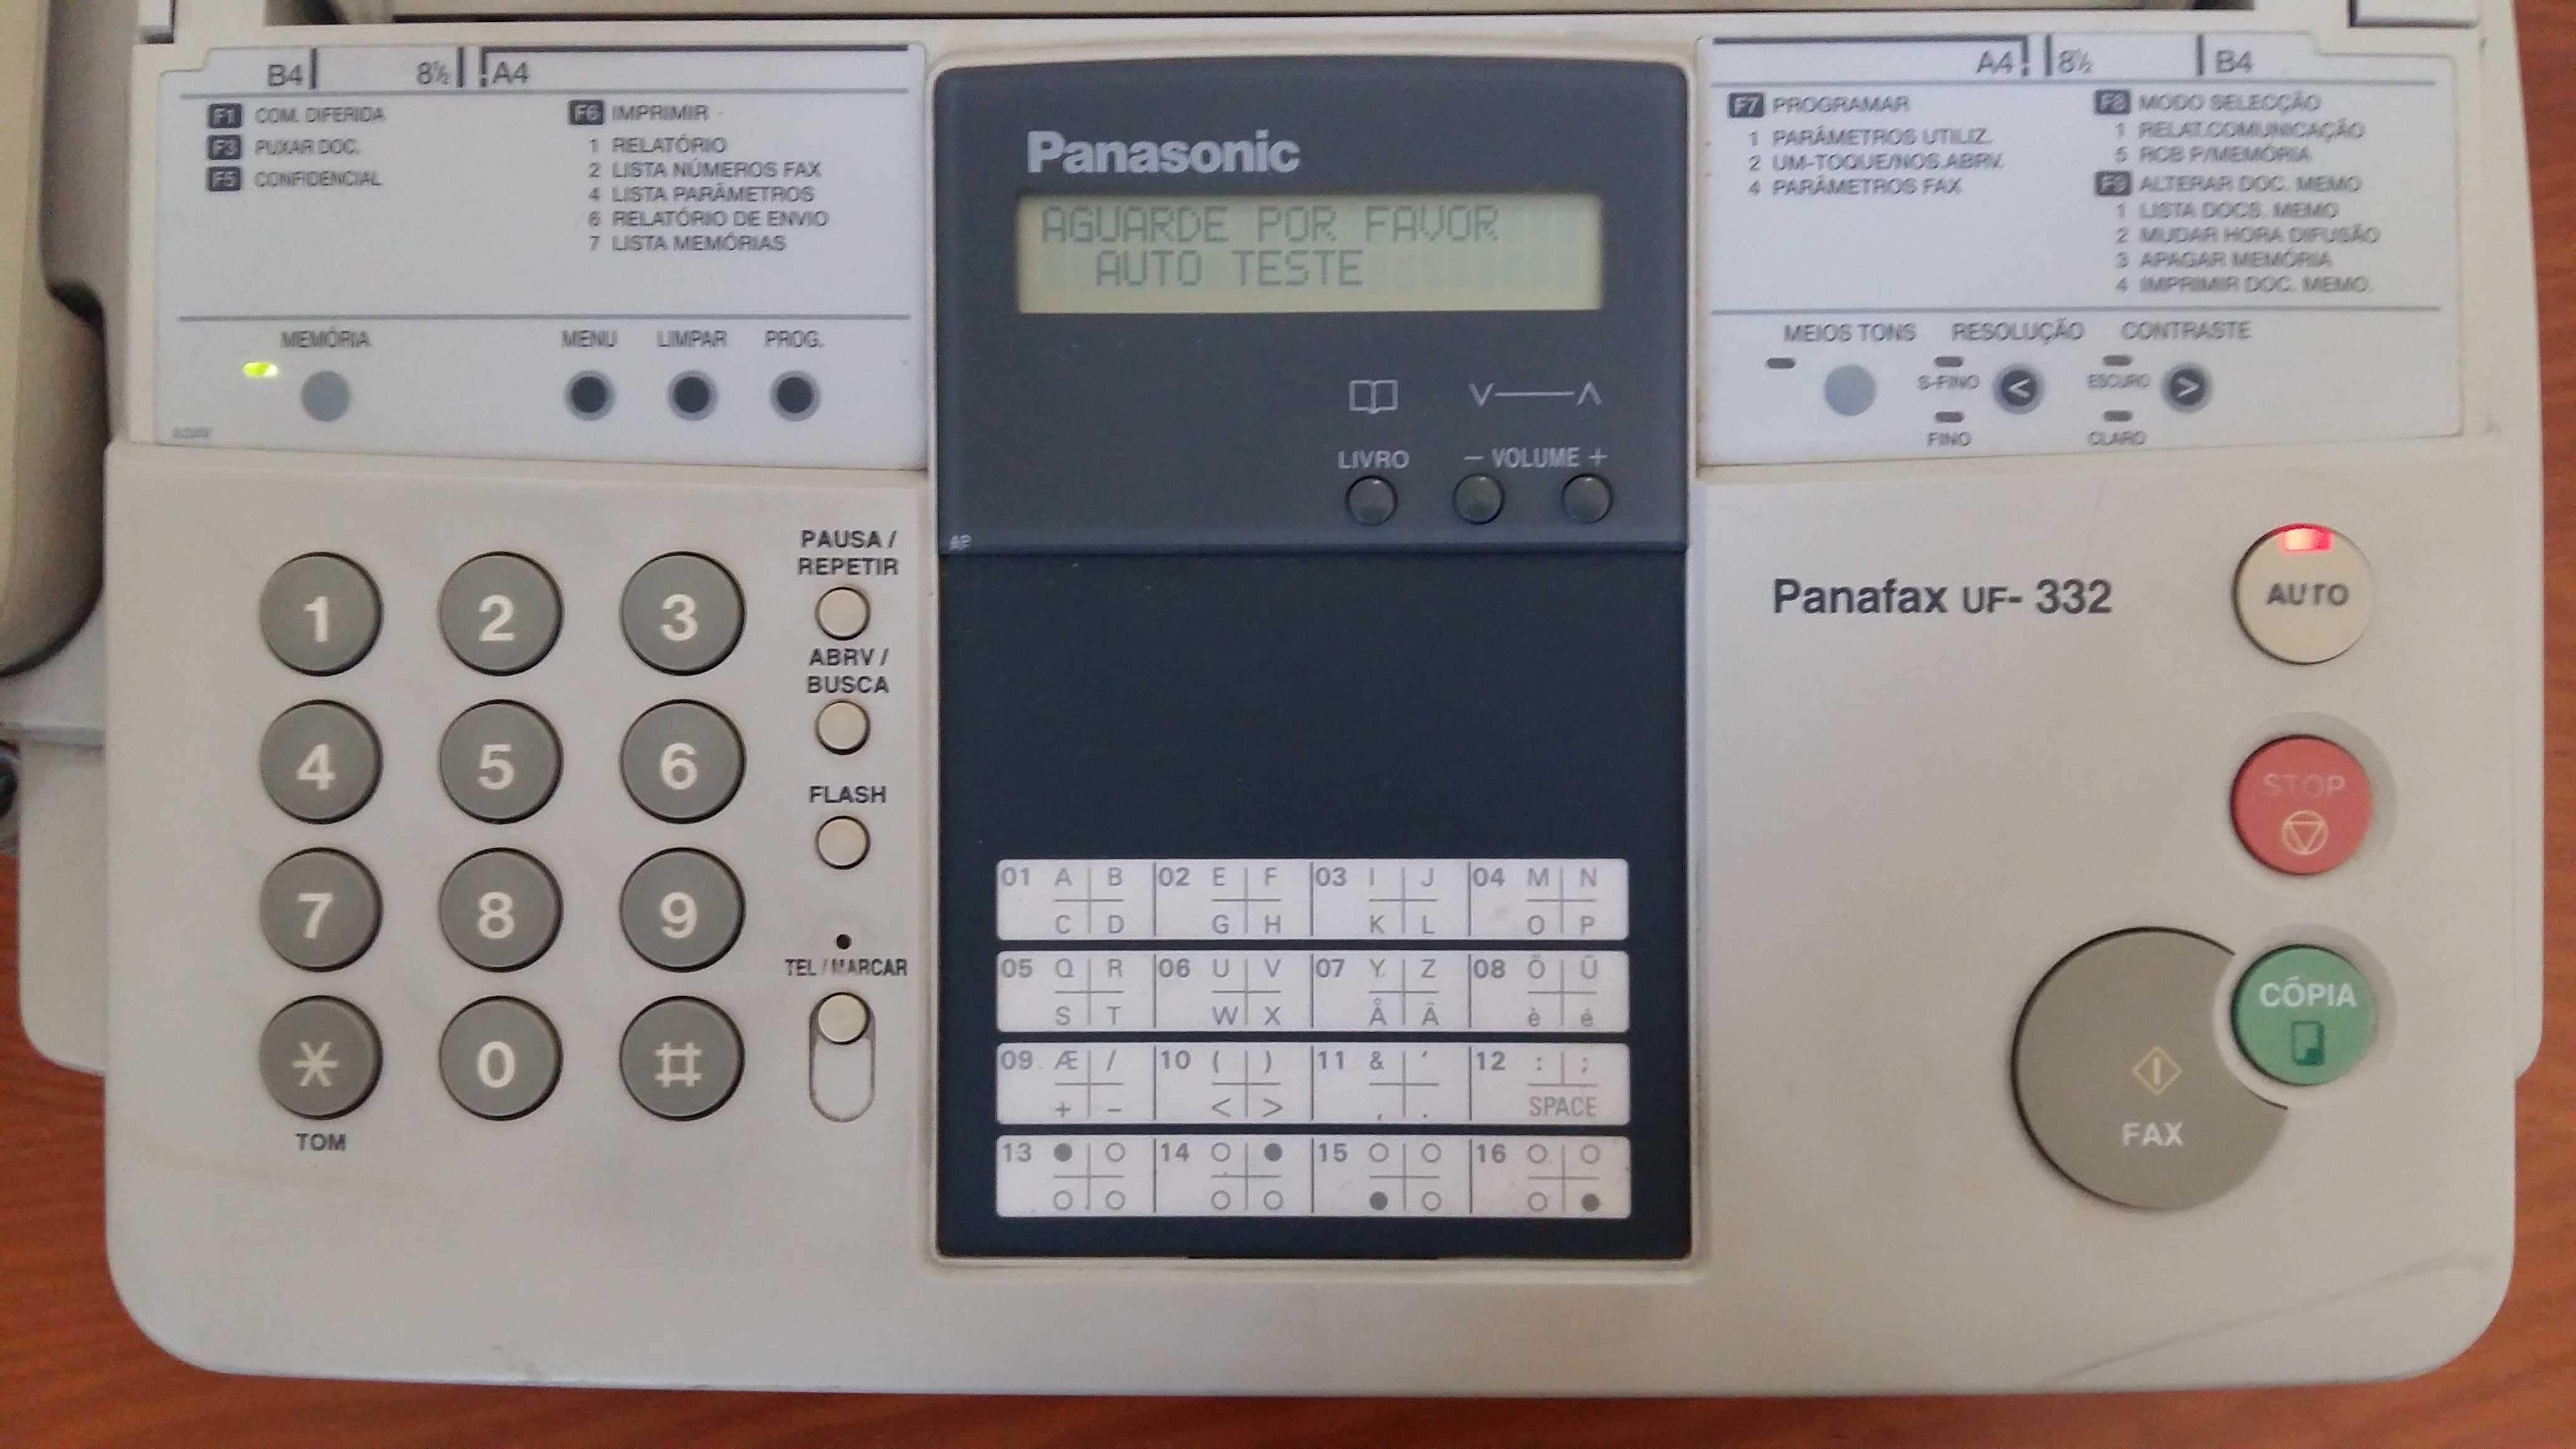 B4 8½ A4
F1 COM. DIFERIDA
F3 PUXAR DOC.
F5 CONFIDENCIAL
F6 IMPRIMIR
1 RELATÓRIO
2 LISTA NÚMEROS FAX
4 LISTA PARÂMETROS
6 RELATÓRIO DE ENVIO
7 LISTA MEMÓRIAS
MEMÓRIA MENU LIMPAR PROG.
Panasonic
AGUARDE POR FAVOR
AUTO TESTE
LIVRO − VOLUME +
AP
A4 8½ B4
F7 PROGRAMAR
1 PARÂMETROS UTILIZ.
2 UM-TOQUE/NOS.ABRV.
4 PARÂMETROS FAX
F8 MODO SELECÇÃO
1 RELAT.COMUNICAÇÃO
5 RCB P/MEMÓRIA
F9 ALTERAR DOC. MEMO
1 LISTA DOCS. MEMO
2 MUDAR HORA DIFUSÃO
3 APAGAR MEMÓRIA
4 IMPRIMIR DOC. MEMO.
MEIOS TONS RESOLUÇÃO CONTRASTE
S-FINO < ESCURO >
FINO CLARO
1 2 3
4 5 6
7 8 9
* 0 #
TOM
PAUSA /
REPETIR
ABRV /
BUSCA
FLASH
TEL / MARCAR
01 A B 02 E F 03 I J 04 M N
C D G H K L O P
05 Q R 06 U V 07 Y Z 08 Ö Ü
S T W X Å Ä è é
09 Æ / 10 ( ) 11 & ' 12 : ;
+ − < > , . SPACE
13 14 15 16
Panafax UF- 332
AUTO
STOP
CÓPIA
FAX